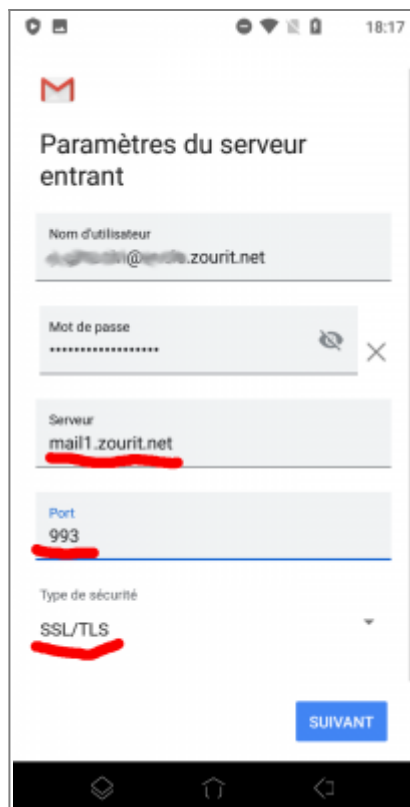 18:17
Paramètres du serveur
entrant
Nom d'utilisateur
.zourit.net
Mot de passe
••••••••••••••••••
Serveur
mail1.zourit.net
Port
993
Type de sécurité
SSL/TLS
SUIVANT